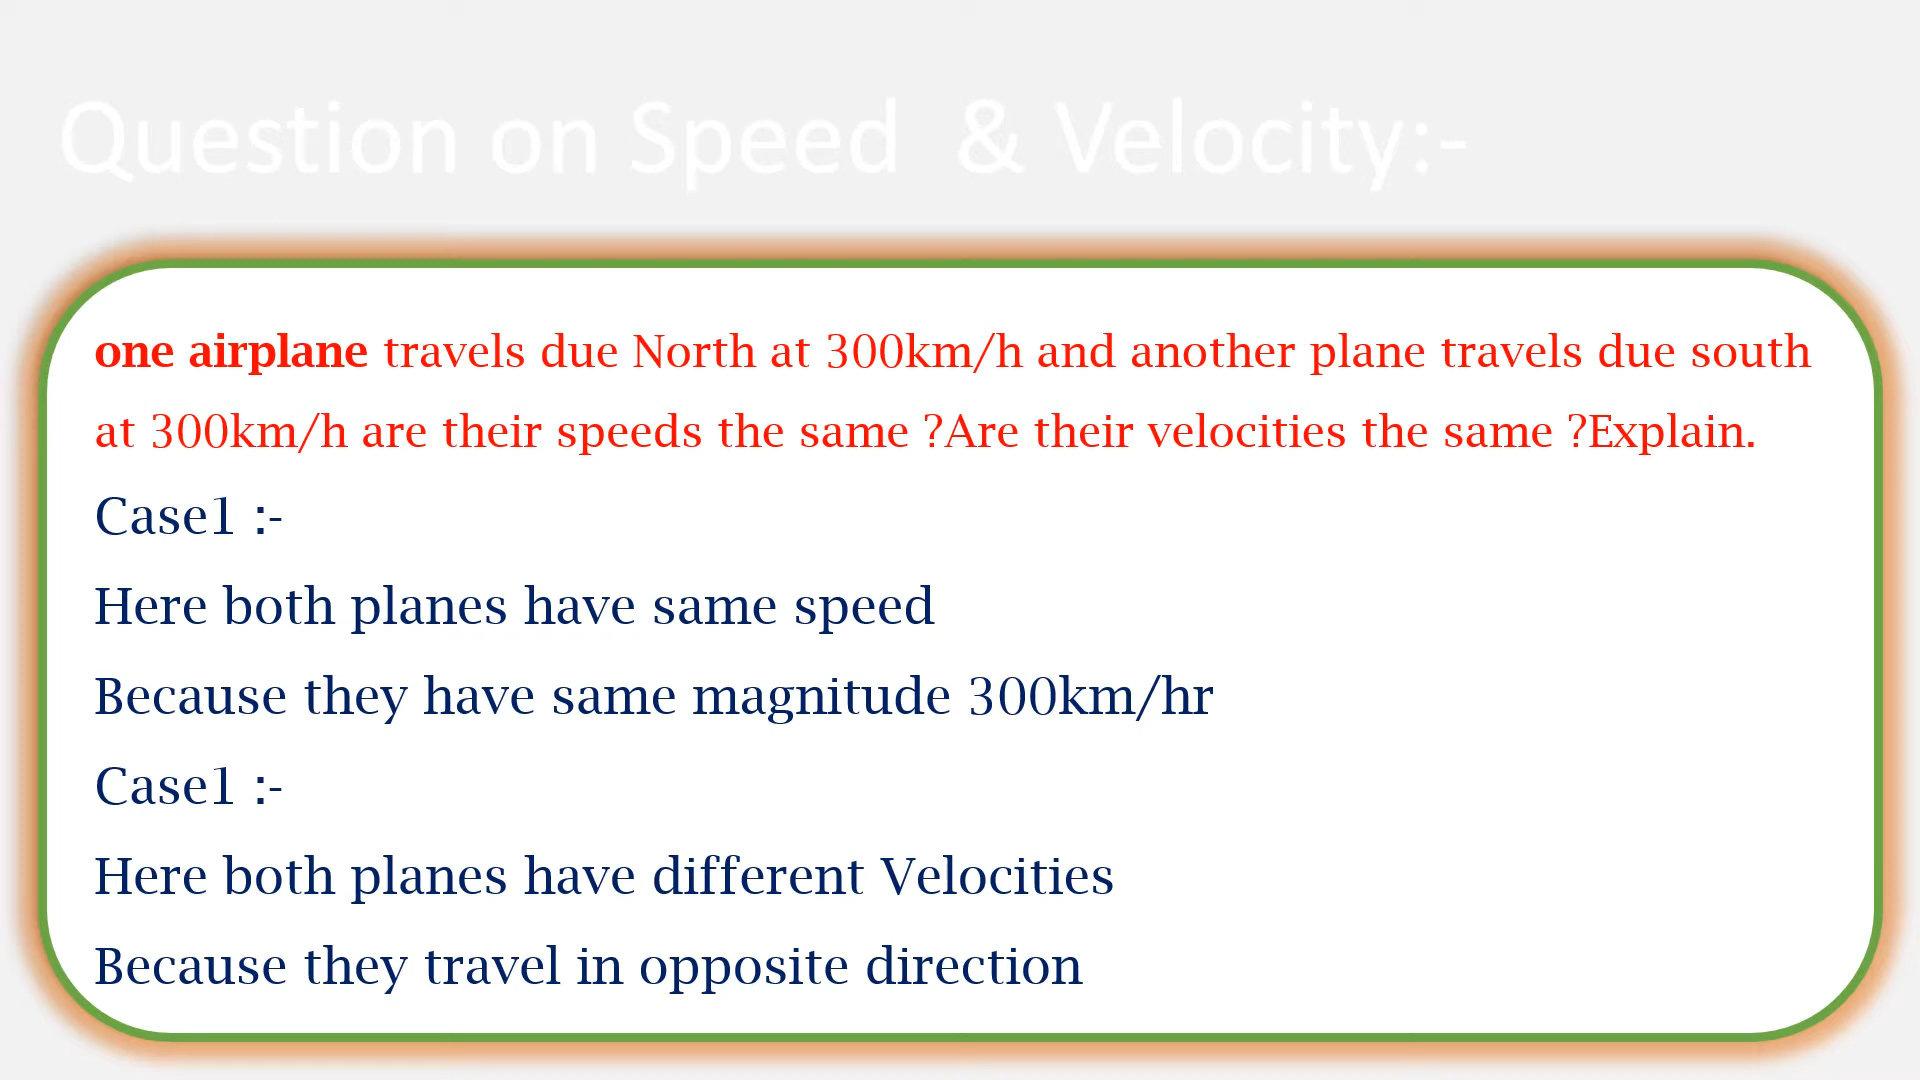 Question on Speed & Velocity:-
one airplane travels due North at 300km/h and another plane travels due south
at 300km/h are their speeds the same ?Are their velocities the same ?Explain.
Case1 :-
Here both planes have same speed
Because they have same magnitude 300km/hr
Case1 :-
Here both planes have different Velocities
Because they travel in opposite direction